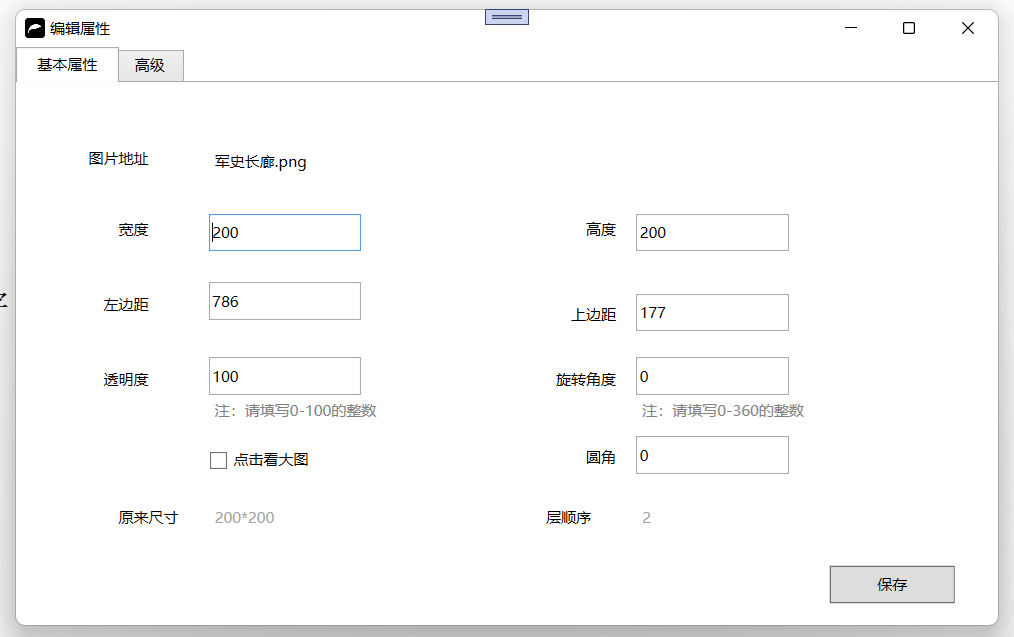 编辑属性
基本属性 高级
图片地址 军史长廊.png
宽度 200 高度 200
左边距 786 上边距 177
透明度 100 旋转角度 0
注：请填写0-100的整数 注：请填写0-360的整数
点击看大图 圆角 0
原来尺寸 200*200 层顺序 2
保存